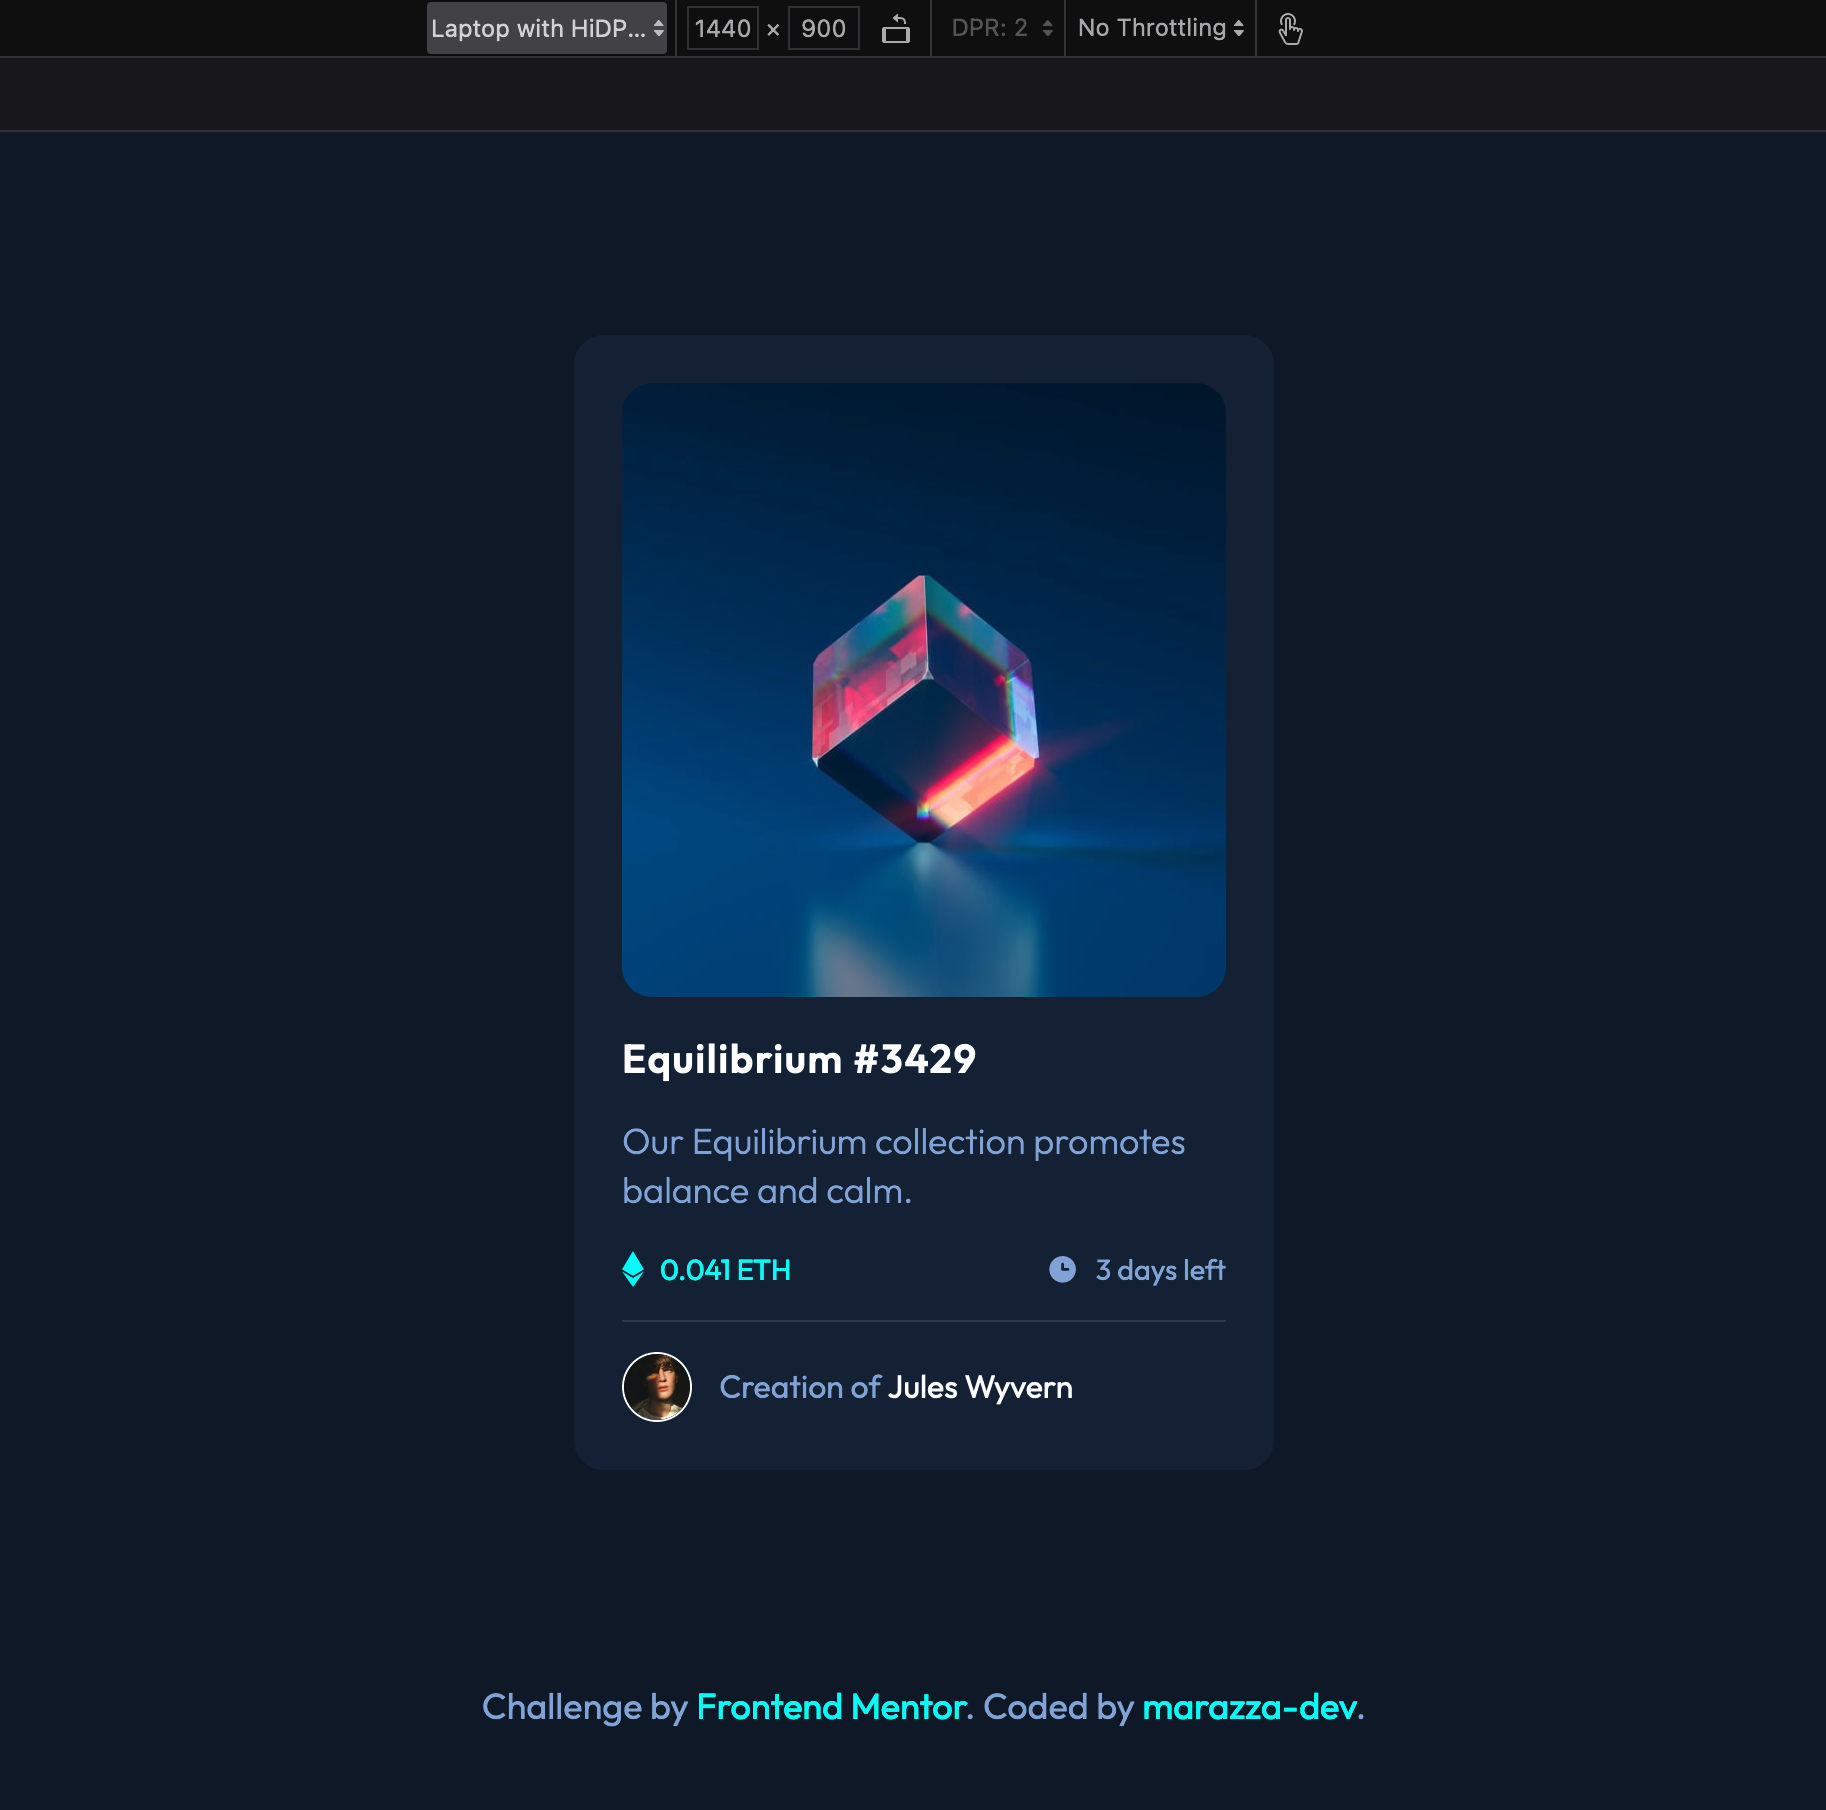 Laptop with HiDP... 1440 × 900 DPR: 2 No Throttling
Equilibrium #3429
Our Equilibrium collection promotes
balance and calm.
0.041 ETH 3 days left
Creation of Jules Wyvern
Challenge by Frontend Mentor. Coded by marazza-dev.